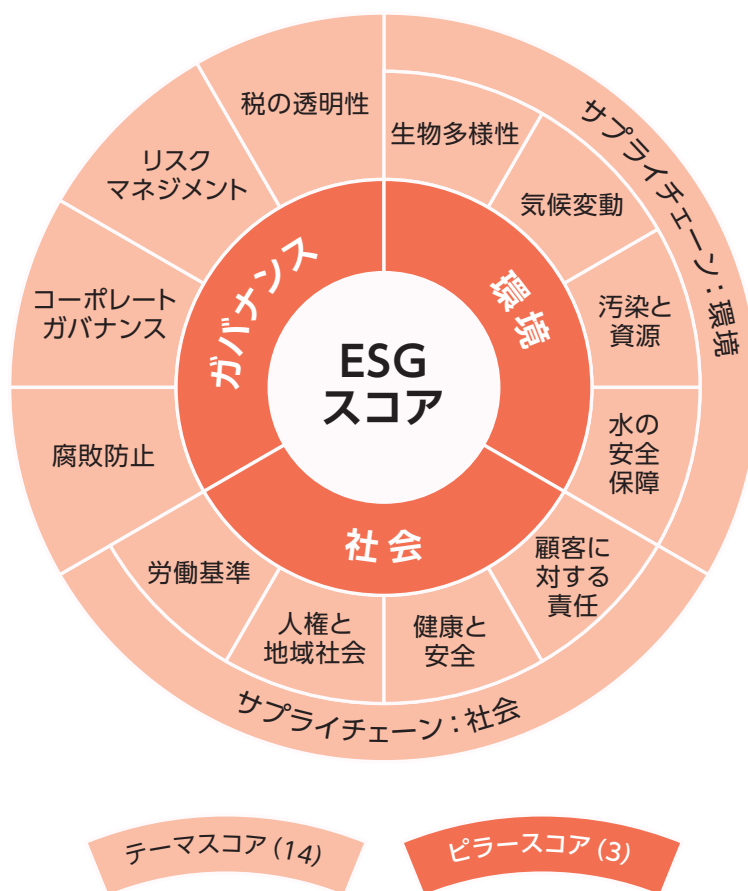 税の透明性
生物多様性
サプライチェーン：環境
リスク
マネジメント
気候変動
ガバナンス
環境
コーポレート
ガバナンス
汚染と
資源
ESG
スコア
腐敗防止
水の
安全
保障
社会
労働基準
顧客に
対する
責任
人権と
地域社会
健康と
安全
サプライチェーン：社会
テーマスコア (14)
ピラースコア (3)